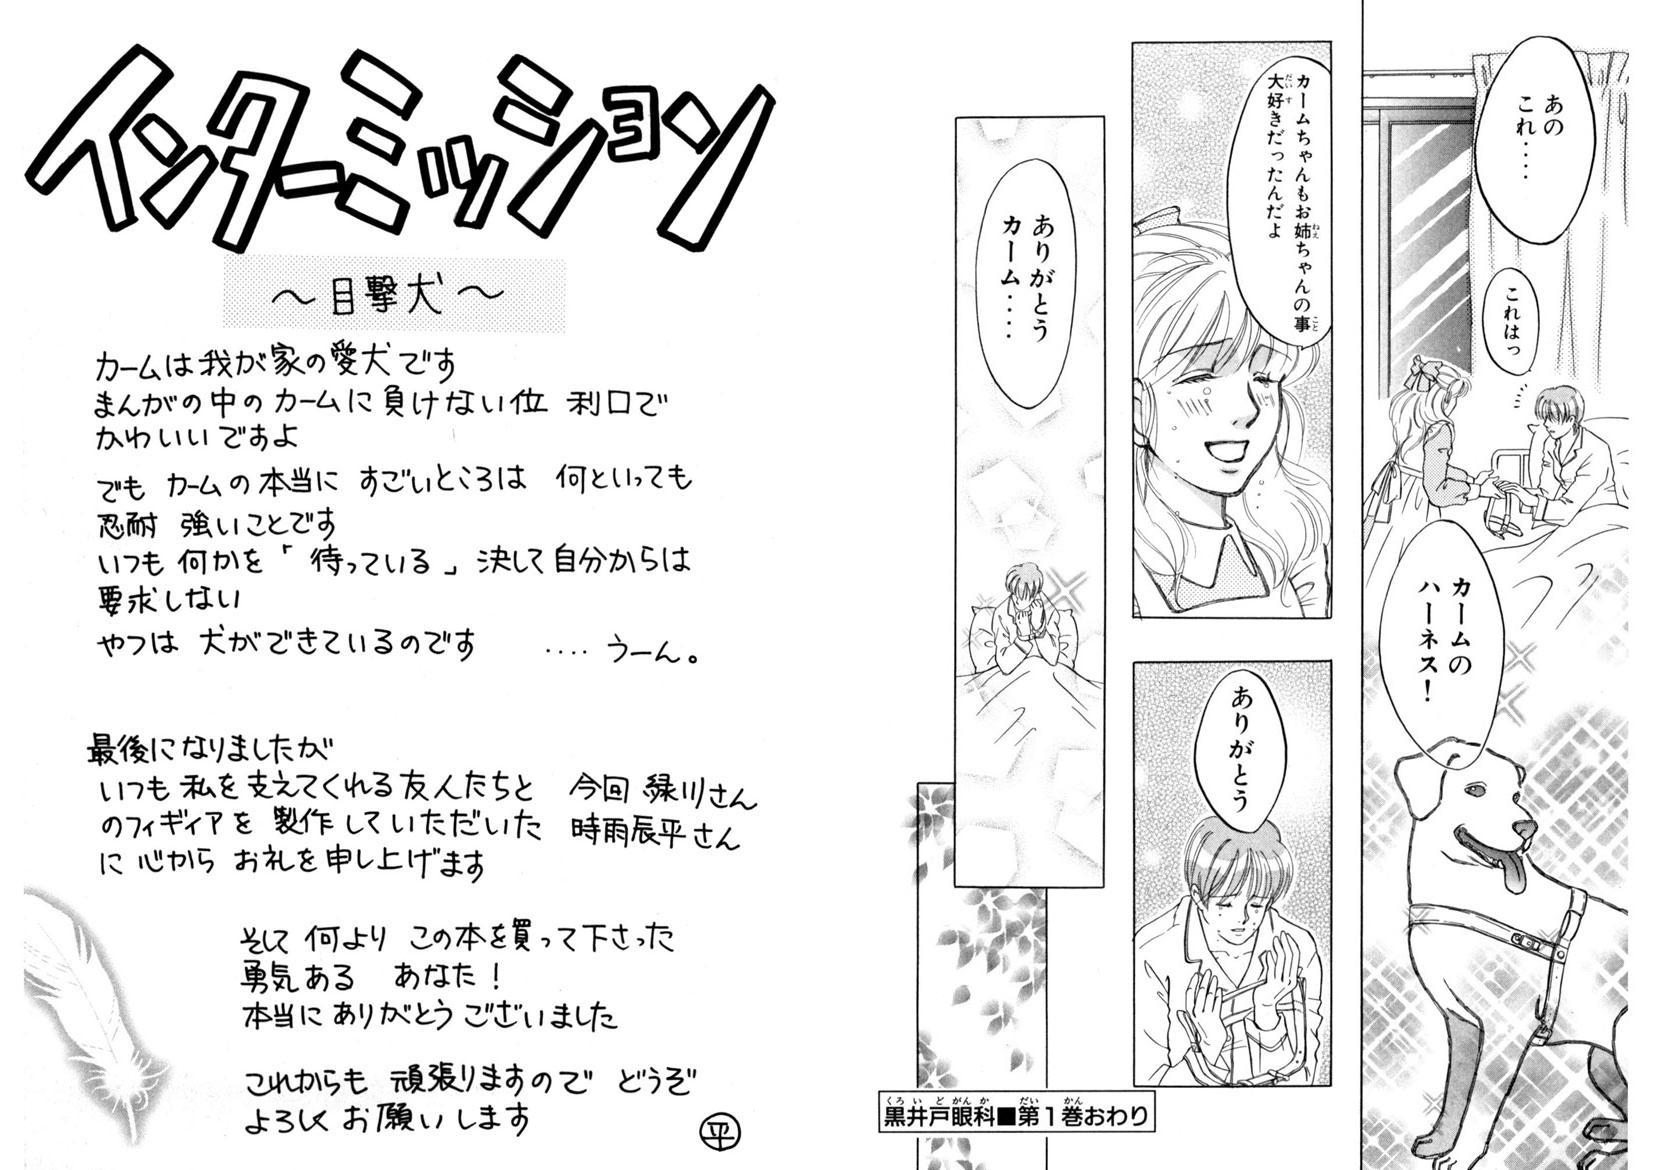 あの
これ‥‥
これはっ
カームの
ハーネス！
カームちゃんもお姉ちゃんの事
大好きだったんだよ
ありがとう
ありがとう
カーム‥‥
黒井戸眼科■第1巻おわり
インターミッション
〜目撃犬〜
カームは我が家の愛犬です
まんがの中のカームに負けない位 利口で
かわいいですよ
でも カームの本当に すごいところは 何といっても
忍耐 強いことです
いつも 何かを「待っている」決して自分からは
要求しない
やつは 犬ができているのです ‥‥ うーん。
最後になりましたが
いつも 私を支えてくれる友人たちと 今回 緑川さん
のフィギィアを製作していただいた 時雨辰平さん
に 心から お礼を申し上げます
そして 何より この本を買って下さった
勇気ある あなた！
本当にありがとうございました
これからも 頑張りますので どうぞ
よろしくお願いします
㊉平